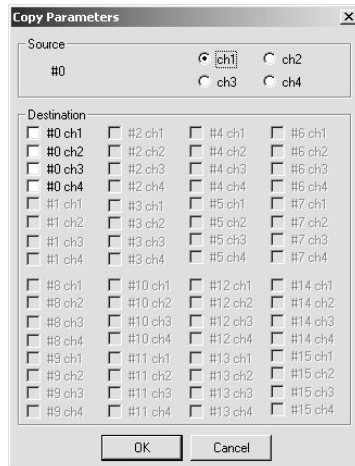 Copy Parameters
Source
#0
ch1 ch2
ch3 ch4
Destination
#0 ch1 #2 ch1 #4 ch1 #6 ch1
#0 ch2 #2 ch2 #4 ch2 #6 ch2
#0 ch3 #2 ch3 #4 ch3 #6 ch3
#0 ch4 #2 ch4 #4 ch4 #6 ch4
#1 ch1 #3 ch1 #5 ch1 #7 ch1
#1 ch2 #3 ch2 #5 ch2 #7 ch2
#1 ch3 #3 ch3 #5 ch3 #7 ch3
#1 ch4 #3 ch4 #5 ch4 #7 ch4
#8 ch1 #10 ch1 #12 ch1 #14 ch1
#8 ch2 #10 ch2 #12 ch2 #14 ch2
#8 ch3 #10 ch3 #12 ch3 #14 ch3
#8 ch4 #10 ch4 #12 ch4 #14 ch4
#9 ch1 #11 ch1 #13 ch1 #15 ch1
#9 ch2 #11 ch2 #13 ch2 #15 ch2
#9 ch3 #11 ch3 #13 ch3 #15 ch3
#9 ch4 #11 ch4 #13 ch4 #15 ch4
OK Cancel